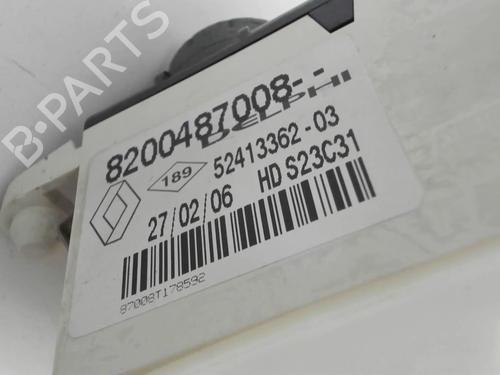 8200487008--
DELPHI
189
52413362-03
27/02/06 HD S23C31
87008T178592
B-PARTS